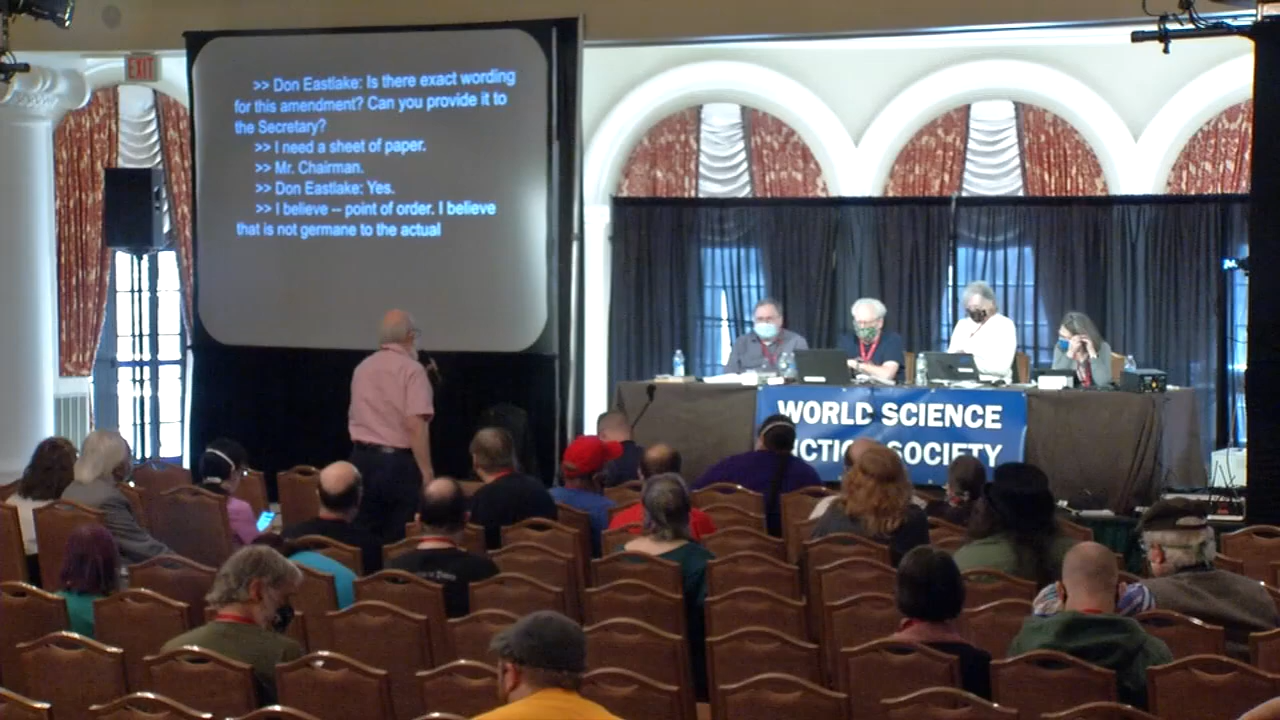 EXIT
>> Don Eastlake: Is there exact wording
for this amendment? Can you provide it to
the Secretary?
>> I need a sheet of paper.
>> Mr. Chairman.
>> Don Eastlake: Yes.
>> I believe -- point of order. I believe
that is not germane to the actual
WORLD SCIENCE
ICTIO SOCIETY